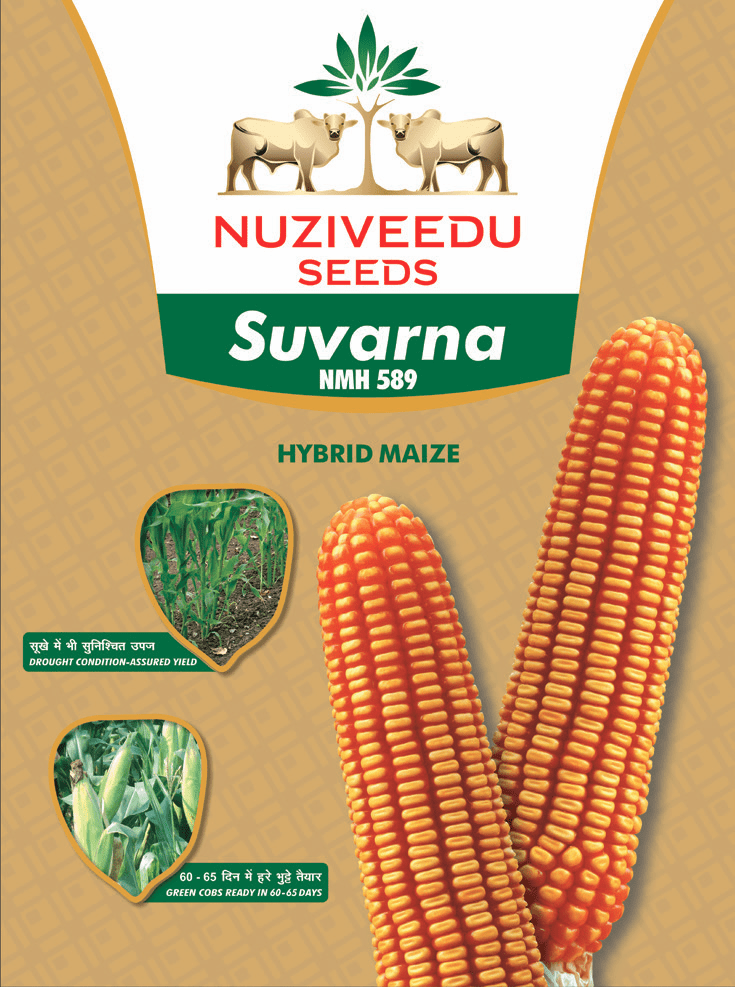 NUZIVEEDU
SEEDS
Suvarna
NMH 589
HYBRID MAIZE
सूखे में भी सुनिश्चित उपज
DROUGHT CONDITION-ASSURED YIELD
60 - 65 दिन में हरे भुट्टे तैयार
GREEN COBS READY IN 60-65 DAYS